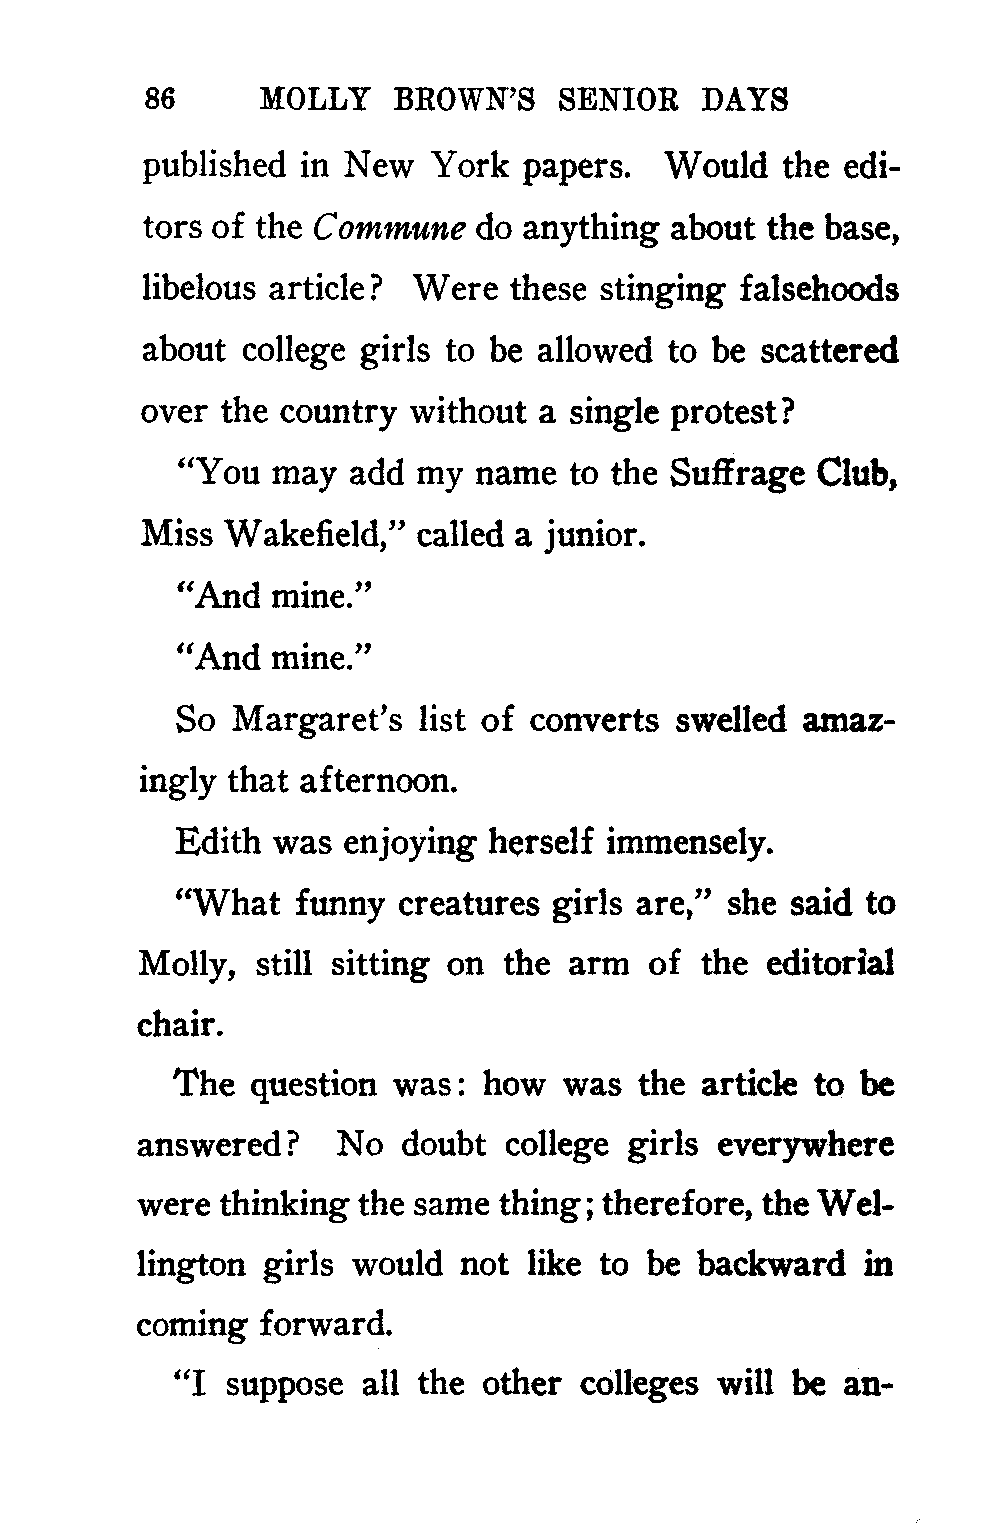 86 MOLLY BROWN'S SENIOR DAYS
published in New York papers. Would the edi-
tors of the Commune do anything about the base,
libelous article? Were these stinging falsehoods
about college girls to be allowed to be scattered
over the country without a single protest?
"You may add my name to the Suffrage Club,
Miss Wakefield," called a junior.
"And mine."
"And mine."
So Margaret's list of converts swelled amaz-
ingly that afternoon.
Edith was enjoying herself immensely.
"What funny creatures girls are," she said to
Molly, still sitting on the arm of the editorial
chair.
The question was: how was the article to be
answered? No doubt college girls everywhere
were thinking the same thing; therefore, the Wel-
lington girls would not like to be backward in
coming forward.
"I suppose all the other colleges will be an-